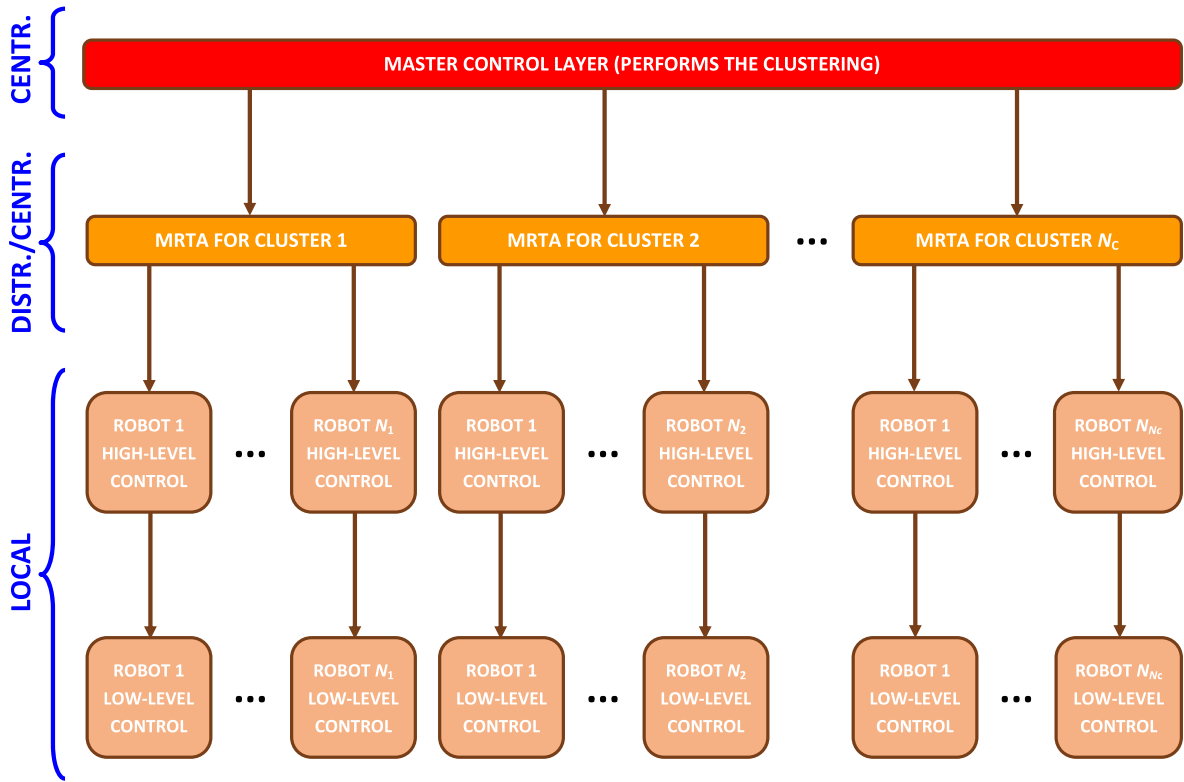 CENTR.
MASTER CONTROL LAYER (PERFORMS THE CLUSTERING)
DISTR./CENTR.
MRTA FOR CLUSTER 1
MRTA FOR CLUSTER 2
...
MRTA FOR CLUSTER NC
LOCAL
ROBOT 1
HIGH-LEVEL
CONTROL
...
ROBOT N1
HIGH-LEVEL
CONTROL
ROBOT 1
HIGH-LEVEL
CONTROL
...
ROBOT N2
HIGH-LEVEL
CONTROL
ROBOT 1
HIGH-LEVEL
CONTROL
...
ROBOT NNc
HIGH-LEVEL
CONTROL
ROBOT 1
LOW-LEVEL
CONTROL
...
ROBOT N1
LOW-LEVEL
CONTROL
ROBOT 1
LOW-LEVEL
CONTROL
...
ROBOT N2
LOW-LEVEL
CONTROL
ROBOT 1
LOW-LEVEL
CONTROL
...
ROBOT NNc
LOW-LEVEL
CONTROL